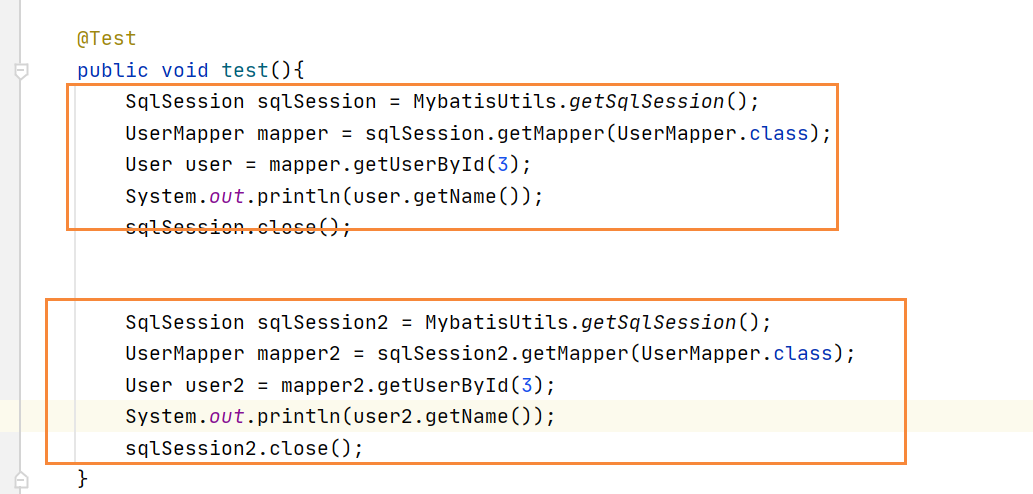 @Test
public void test(){
SqlSession sqlSession = MybatisUtils.getSqlSession();
UserMapper mapper = sqlSession.getMapper(UserMapper.class);
User user = mapper.getUserById(3);
System.out.println(user.getName());
sqlSession.close();
SqlSession sqlSession2 = MybatisUtils.getSqlSession();
UserMapper mapper2 = sqlSession2.getMapper(UserMapper.class);
User user2 = mapper2.getUserById(3);
System.out.println(user2.getName());
sqlSession2.close();
}